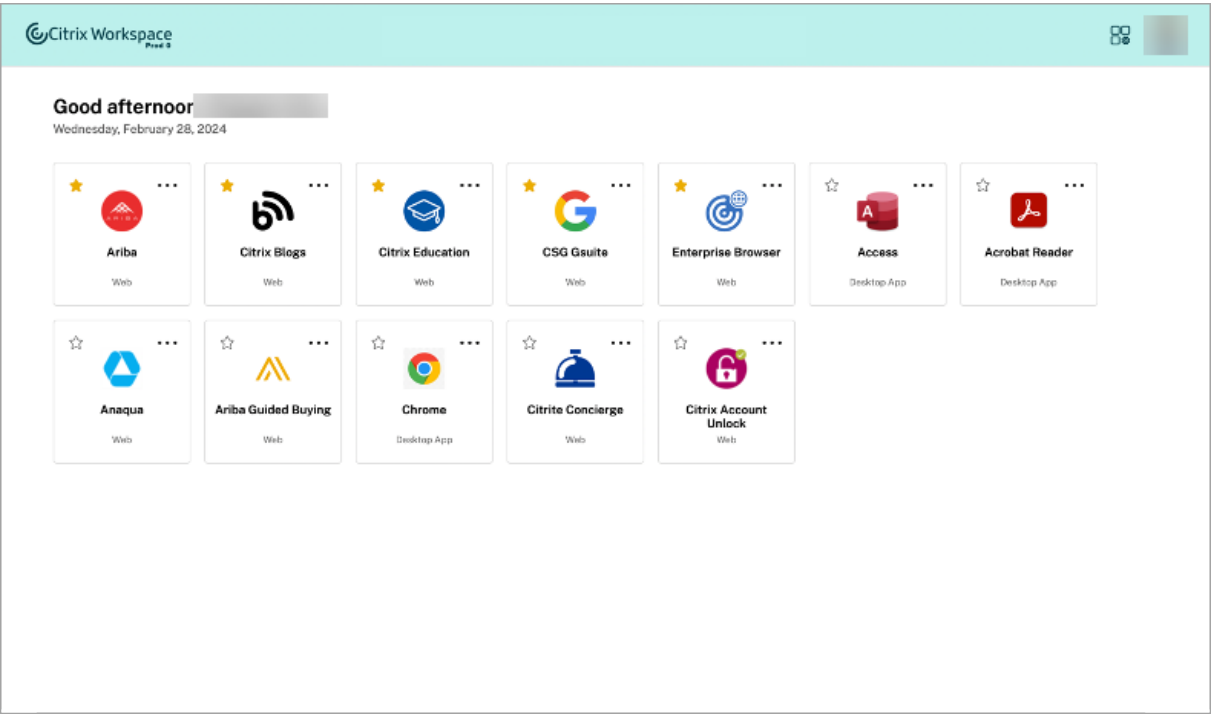 Citrix Workspace
Prod 8
Good afternoon
Wednesday, February 28, 2024
ARIBA
Ariba
Web
Citrix Blogs
Web
Citrix Education
Web
CSG Gsuite
Web
Enterprise Browser
Web
A
Access
Desktop App
Acrobat Reader
Desktop App
Anaqua
Web
Ariba Guided Buying
Web
Chrome
Desktop App
Citrite Concierge
Web
Citrix Account
Unlock
Web